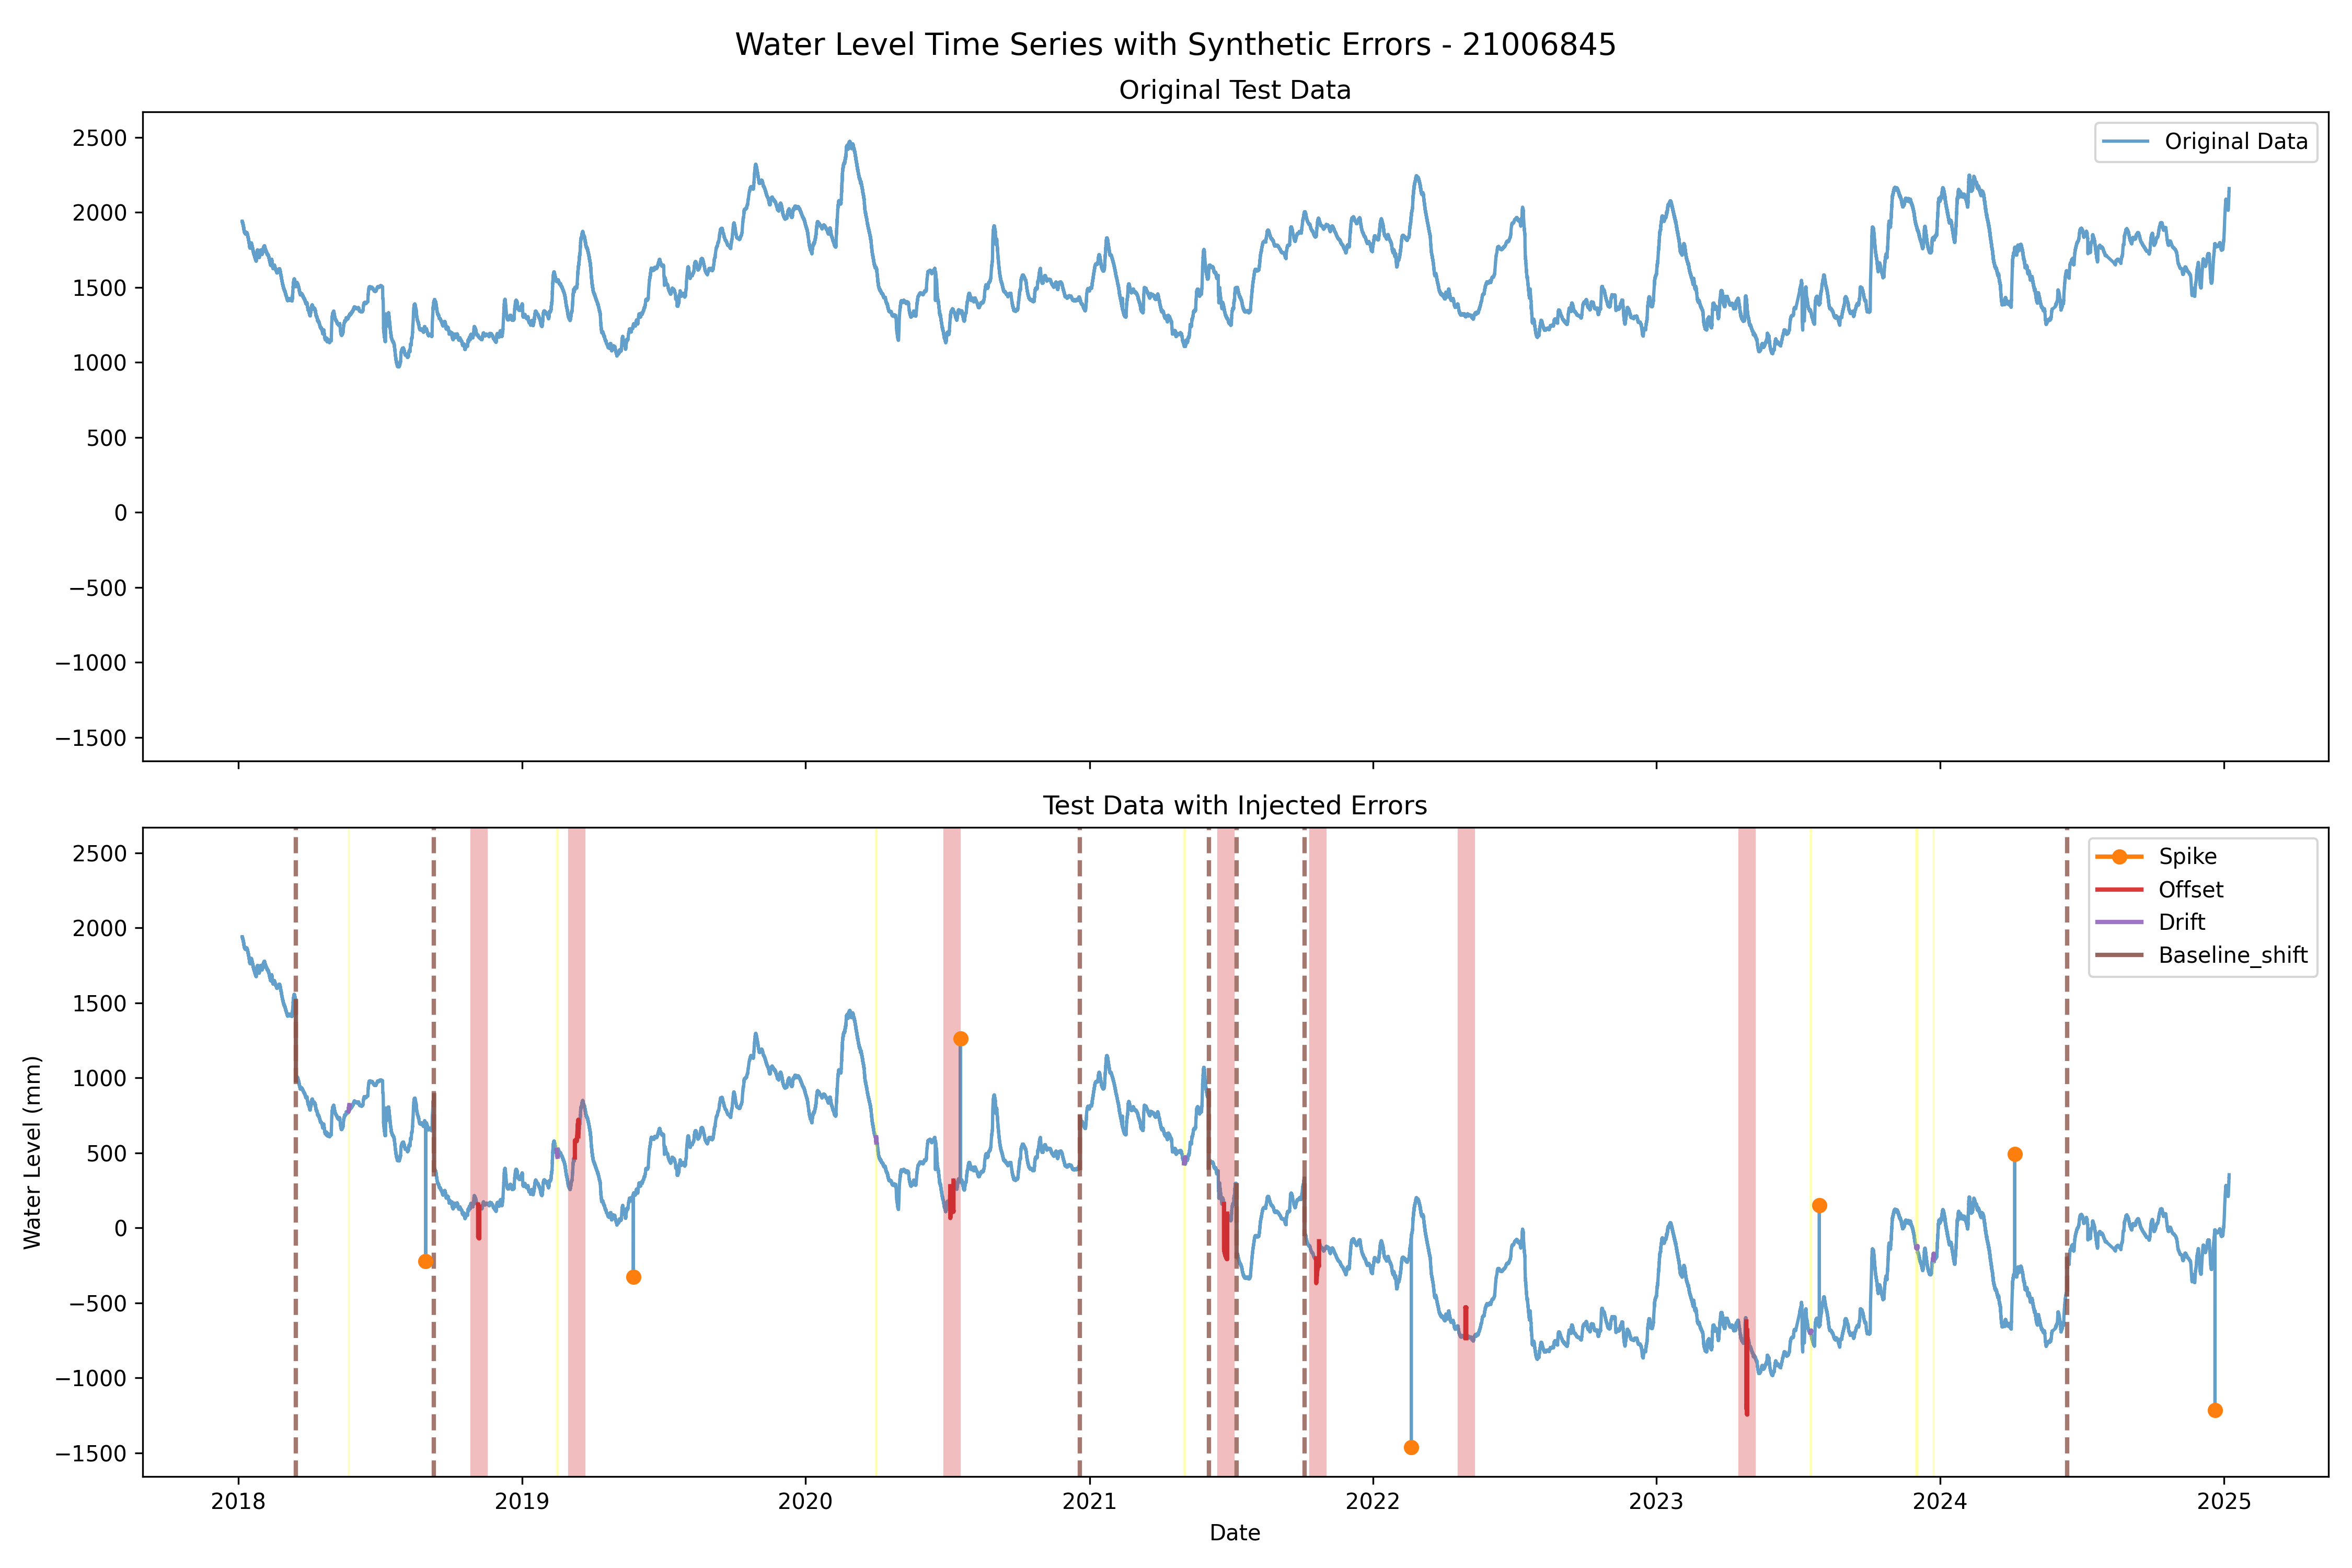 Water Level Time Series with Synthetic Errors - 21006845
Original Test Data
Original Data
2500
2000
1500
1000
500
0
−500
−1000
−1500
Test Data with Injected Errors
Spike
Offset
Drift
Baseline_shift
Water Level (mm)
2500
2000
1500
1000
500
0
−500
−1000
−1500
2018 2019 2020 2021 2022 2023 2024 2025
Date